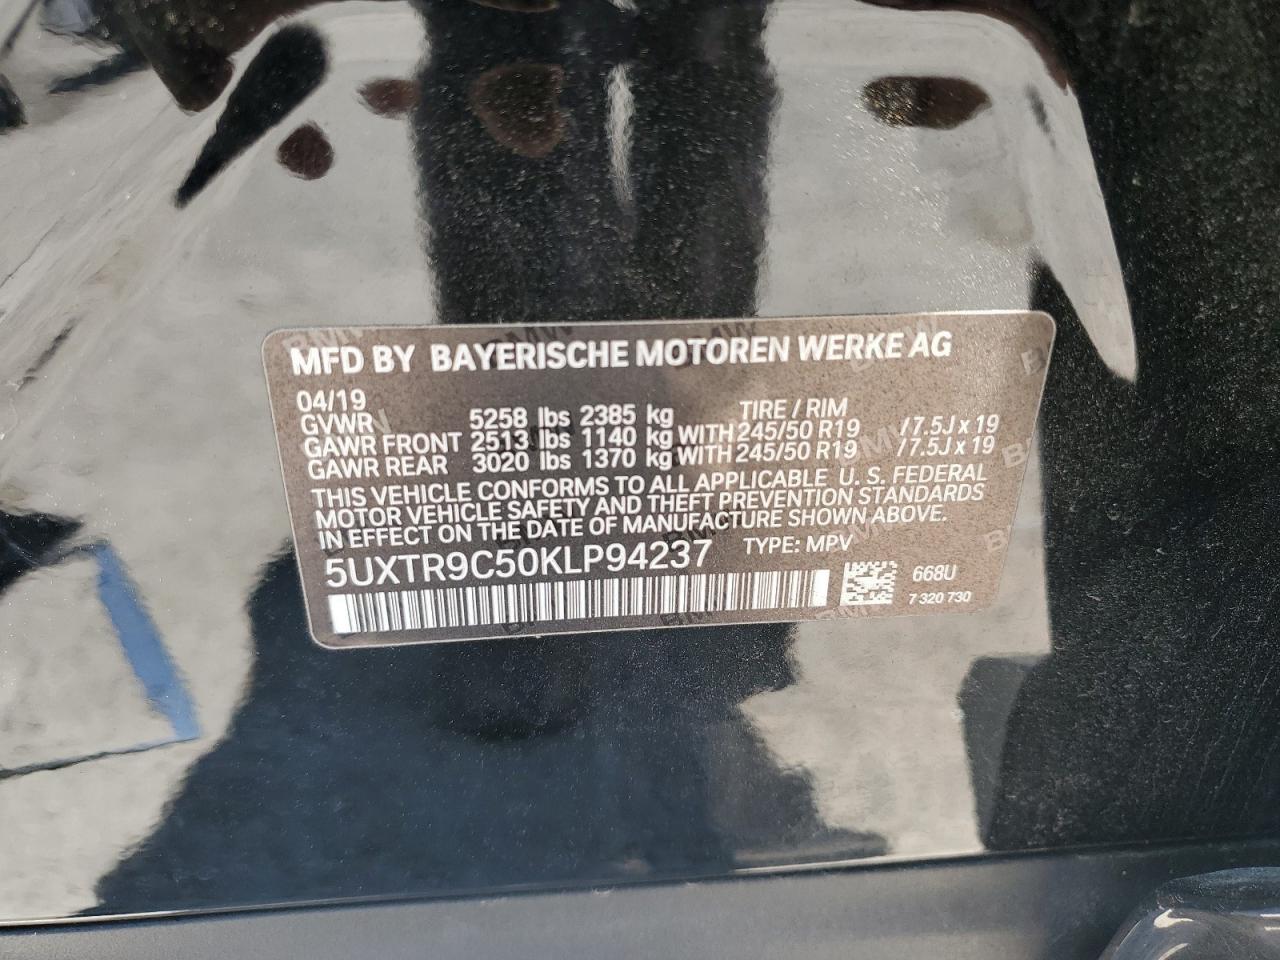 MFD BY BAYERISCHE MOTOREN WERKE AG
04/19 TIRE / RIM
GVWR 5258 lbs 2385 kg
GAWR FRONT 2513 lbs 1140 kg WITH 245/50 R19 / 7.5J x 19
GAWR REAR 3020 lbs 1370 kg WITH 245/50 R19 / 7.5J x 19
THIS VEHICLE CONFORMS TO ALL APPLICABLE U. S. FEDERAL
MOTOR VEHICLE SAFETY AND THEFT PREVENTION STANDARDS
IN EFFECT ON THE DATE OF MANUFACTURE SHOWN ABOVE.
5UXTR9C50KLP94237 TYPE: MPV
668U
7 320 730